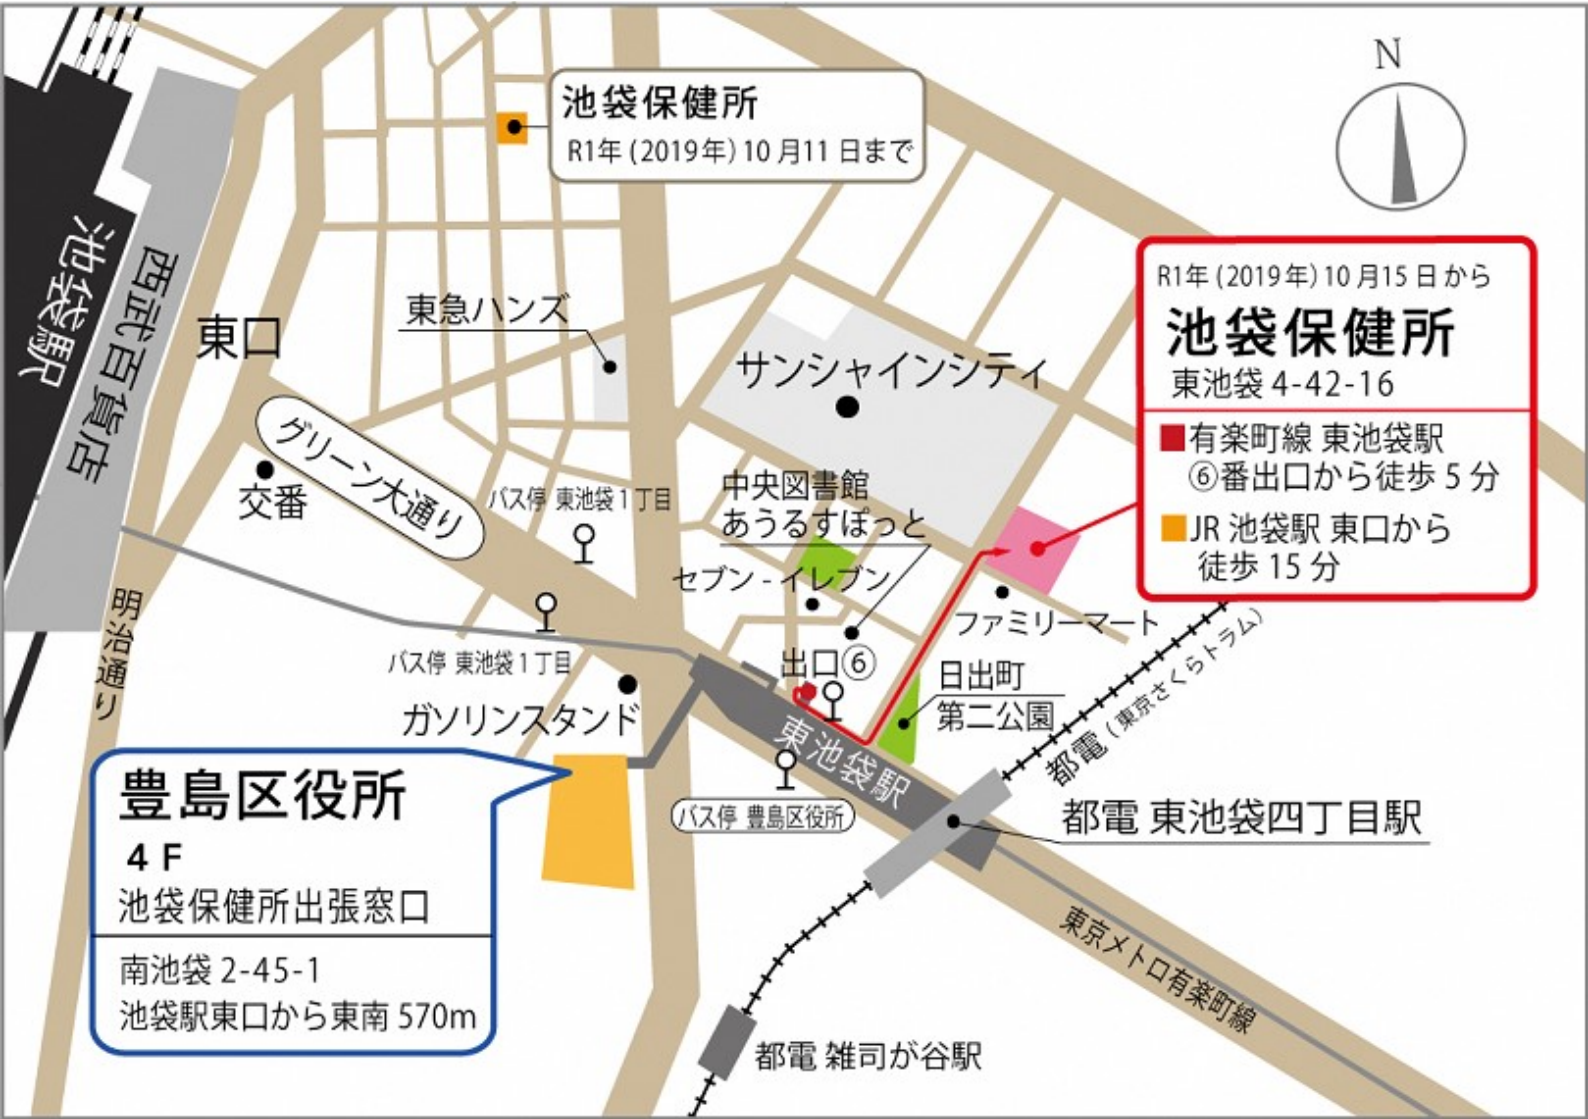 N
池袋保健所
R1年 (2019年) 10月11日まで
R1年 (2019年) 10月15日から
池袋保健所
東池袋 4-42-16
有楽町線 東池袋駅
⑥番出口から徒歩 5 分
JR 池袋駅 東口から
徒歩 15 分
池袋駅
西武百貨店
東口
東急ハンズ
サンシャインシティ
グリーン大通り
交番
バス停 東池袋1丁目
中央図書館
あうるすぽっと
セブン - イレブン
ファミリーマート
明治通り
バス停 東池袋1丁目
出口⑥
日出町
第二公園
ガソリンスタンド
東池袋駅
都電 (東京さくらトラム)
バス停 豊島区役所
都電 東池袋四丁目駅
豊島区役所
4F
池袋保健所出張窓口
南池袋 2-45-1
池袋駅東口から東南 570m
東京メトロ有楽町線
都電 雑司が谷駅